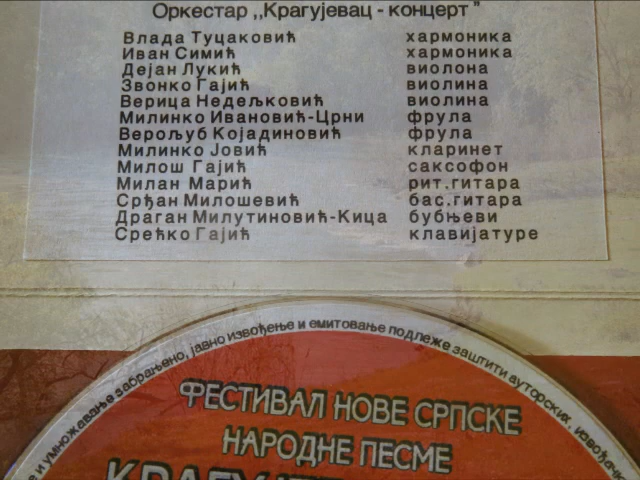 Оркестар ,,Крагујевац - концерт”
Влада Туцаковић хармоника
Иван Симић хармоника
Дејан Лукић виолона
Звонко Гајић виолина
Верица Недељковић виолина
Милинко Ивановић-Црни фрула
Верољуб Којадиновић фрула
Милинко Јовић кларинет
Милош Гајић саксофон
Милан Марић рит.гитара
Срђан Милошевић бас.гитара
Драган Милутиновић-Кица бубњеви
Срећко Гајић клавијатуре
и умножавање забрањено, јавно извођење и емитовање подлеже заштити ауторских, извођачк
ФЕСТИВАЛ НОВЕ СРПСКЕ
НАРОДНЕ ПЕСМЕ